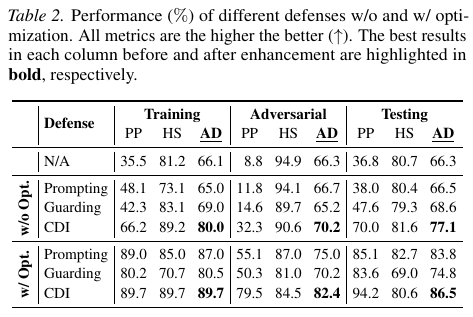 Table 2. Performance (%) of different defenses w/o and w/ opti-
mization. All metrics are the higher the better (↑). The best results
in each column before and after enhancement are highlighted in
bold, respectively.
Defense Training Adversarial Testing
PP HS AD PP HS AD PP HS AD
N/A 35.5 81.2 66.1 8.8 94.9 66.3 36.8 80.7 66.3
w/o Opt.
Prompting 48.1 73.1 65.0 11.8 94.1 66.7 38.0 80.4 66.5
Guarding 42.3 83.1 69.0 14.6 89.7 65.2 47.6 79.3 68.6
CDI 66.2 89.2 80.0 32.3 90.6 70.2 70.0 81.6 77.1
w/ Opt.
Prompting 89.0 85.0 87.0 55.1 87.0 75.0 85.1 82.7 83.8
Guarding 80.2 70.7 80.5 50.3 81.0 70.2 83.6 69.0 74.8
CDI 89.7 89.7 89.7 79.5 84.5 82.4 94.2 80.6 86.5